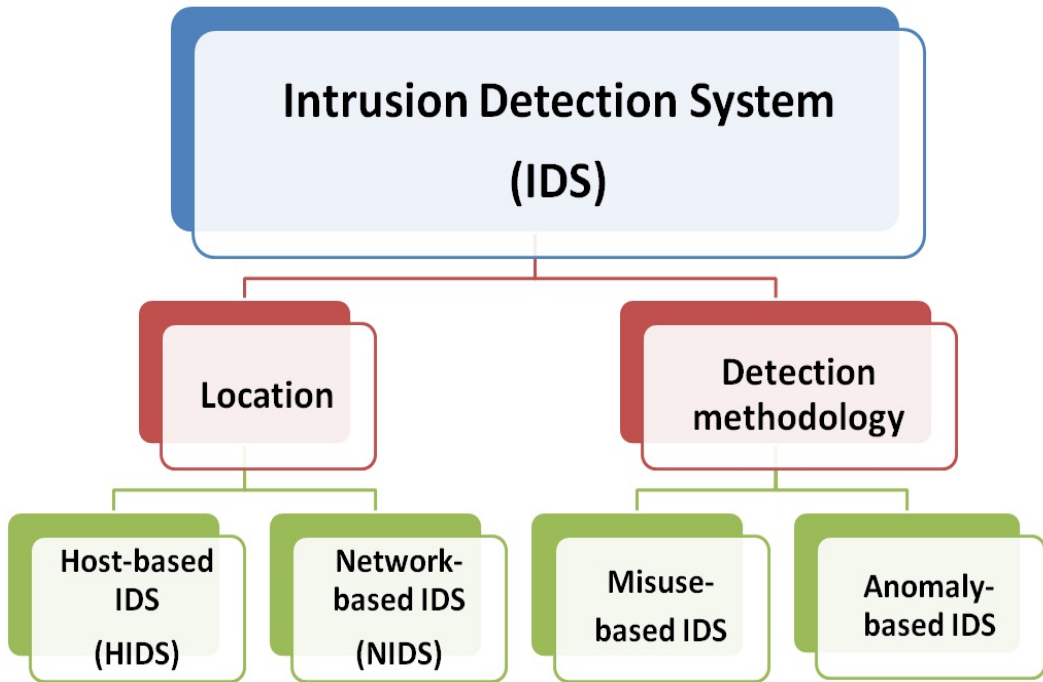 Intrusion Detection System
(IDS)
Location
Detection
methodology
Host-based
IDS
(HIDS)
Network-
based IDS
(NIDS)
Misuse-
based IDS
Anomaly-
based IDS